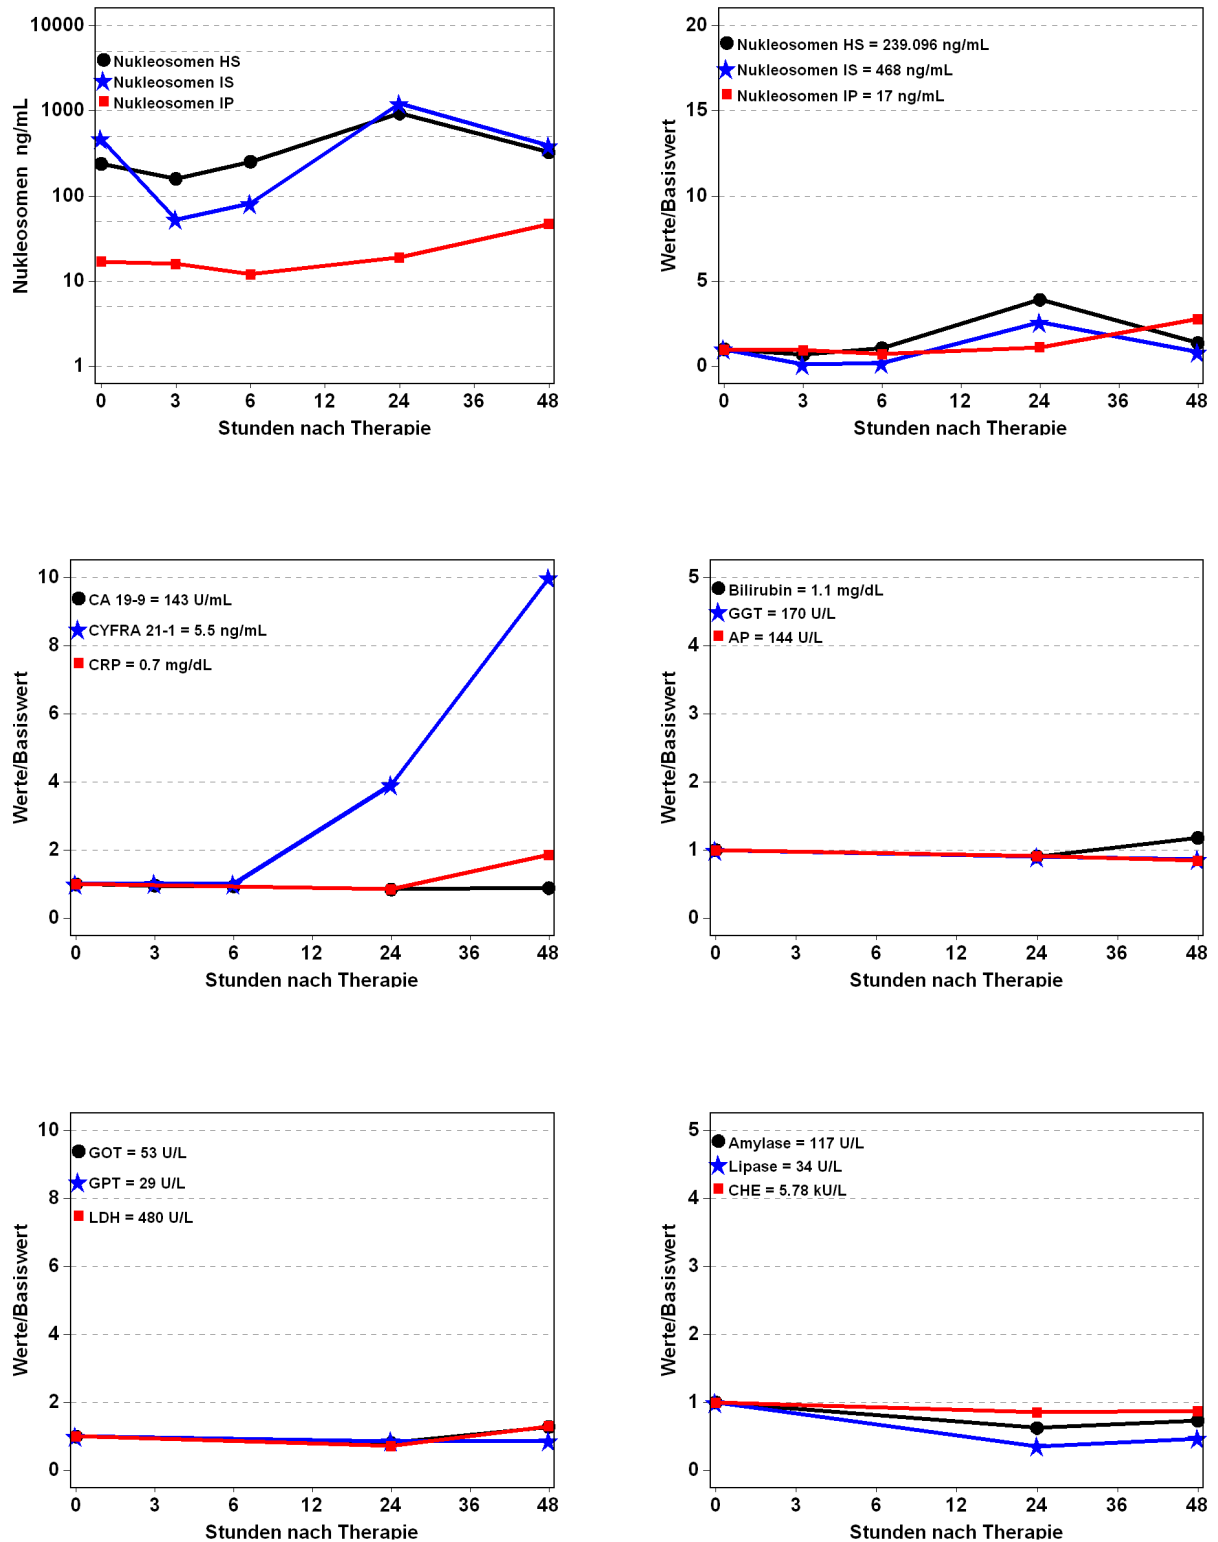 Nukleosomen ng/mL
10000
1000
100
10
1
Nukleosomen HS
Nukleosomen IS
Nukleosomen IP
0 3 6 12 24 36 48
Stunden nach Therapie
Werte/Basiswert
20
15
10
5
0
Nukleosomen HS = 239.096 ng/mL
Nukleosomen IS = 468 ng/mL
Nukleosomen IP = 17 ng/mL
0 3 6 12 24 36 48
Stunden nach Therapie
Werte/Basiswert
10
8
6
4
2
0
CA 19-9 = 143 U/mL
CYFRA 21-1 = 5.5 ng/mL
CRP = 0.7 mg/dL
0 3 6 12 24 36 48
Stunden nach Therapie
Werte/Basiswert
5
4
3
2
1
0
Bilirubin = 1.1 mg/dL
GGT = 170 U/L
AP = 144 U/L
0 3 6 12 24 36 48
Stunden nach Therapie
Werte/Basiswert
10
8
6
4
2
0
GOT = 53 U/L
GPT = 29 U/L
LDH = 480 U/L
0 3 6 12 24 36 48
Stunden nach Therapie
Werte/Basiswert
5
4
3
2
1
0
Amylase = 117 U/L
Lipase = 34 U/L
CHE = 5.78 kU/L
0 3 6 12 24 36 48
Stunden nach Therapie